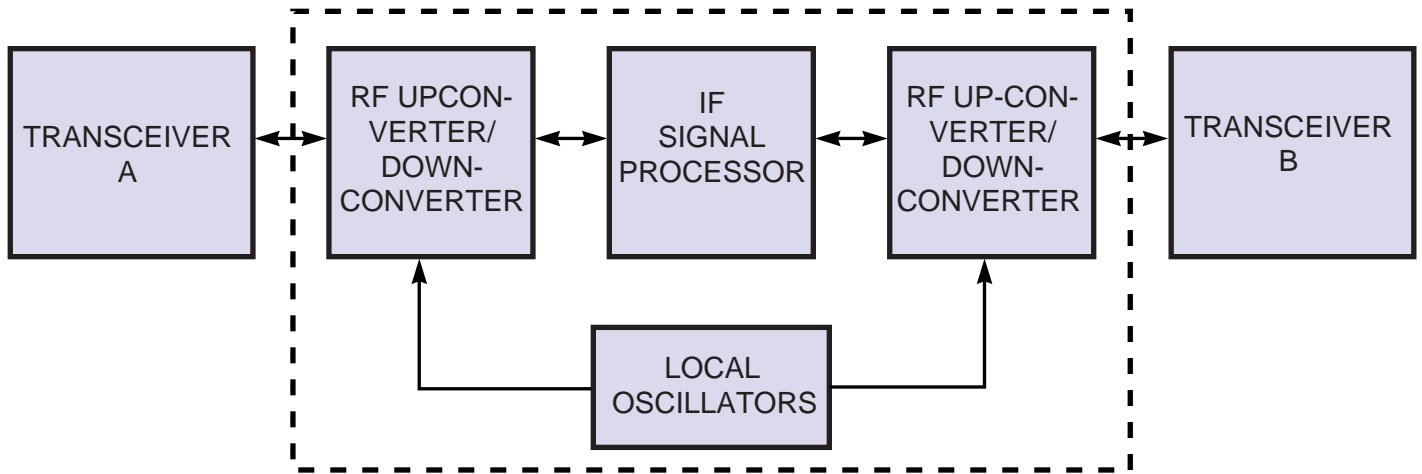 TRANSCEIVER
A
RF UPCON-
VERTER/
DOWN-
CONVERTER
IF
SIGNAL
PROCESSOR
RF UP-CON-
VERTER/
DOWN-
CONVERTER
TRANSCEIVER
B
LOCAL
OSCILLATORS